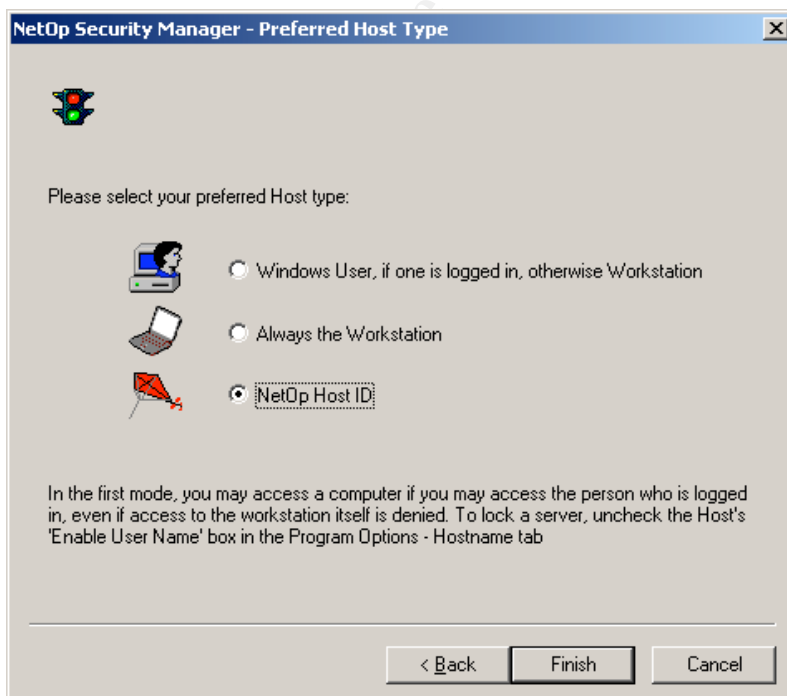 NetOp Security Manager - Preferred Host Type
Please select your preferred Host type:
Windows User, if one is logged in, otherwise Workstation
Always the Workstation
NetOp Host ID
In the first mode, you may access a computer if you may access the person who is logged
in, even if access to the workstation itself is denied. To lock a server, uncheck the Host's
'Enable User Name' box in the Program Options - Hostname tab
< Back
Finish
Cancel